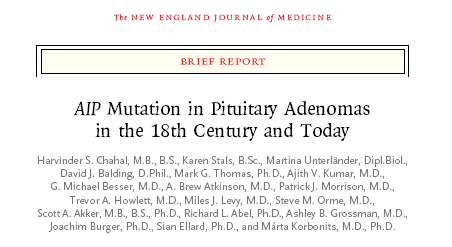 The NEW ENGLAND JOURNAL of MEDICINE
BRIEF REPORT
AIP Mutation in Pituitary Adenomas
in the 18th Century and Today
Harvinder S. Chahal, M.B., B.S., Karen Stals, B.Sc., Martina Unterländer, Dipl.Biol.,
David J. Balding, D.Phil., Mark G. Thomas, Ph.D., Ajith V. Kumar, M.D.,
G. Michael Besser, M.D., A. Brew Atkinson, M.D., Patrick J. Morrison, M.D.,
Trevor A. Howlett, M.D., Miles J. Levy, M.D., Steve M. Orme, M.D.,
Scott A. Akker, M.B., B.S., Ph.D., Richard L. Abel, Ph.D., Ashley B. Grossman, M.D.,
Joachim Burger, Ph.D., Sian Ellard, Ph.D., and Márta Korbonits, M.D., Ph.D.